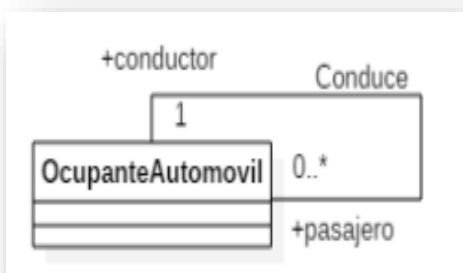 +conductor
Conduce
1
OcupanteAutomovil
0..*
+pasajero